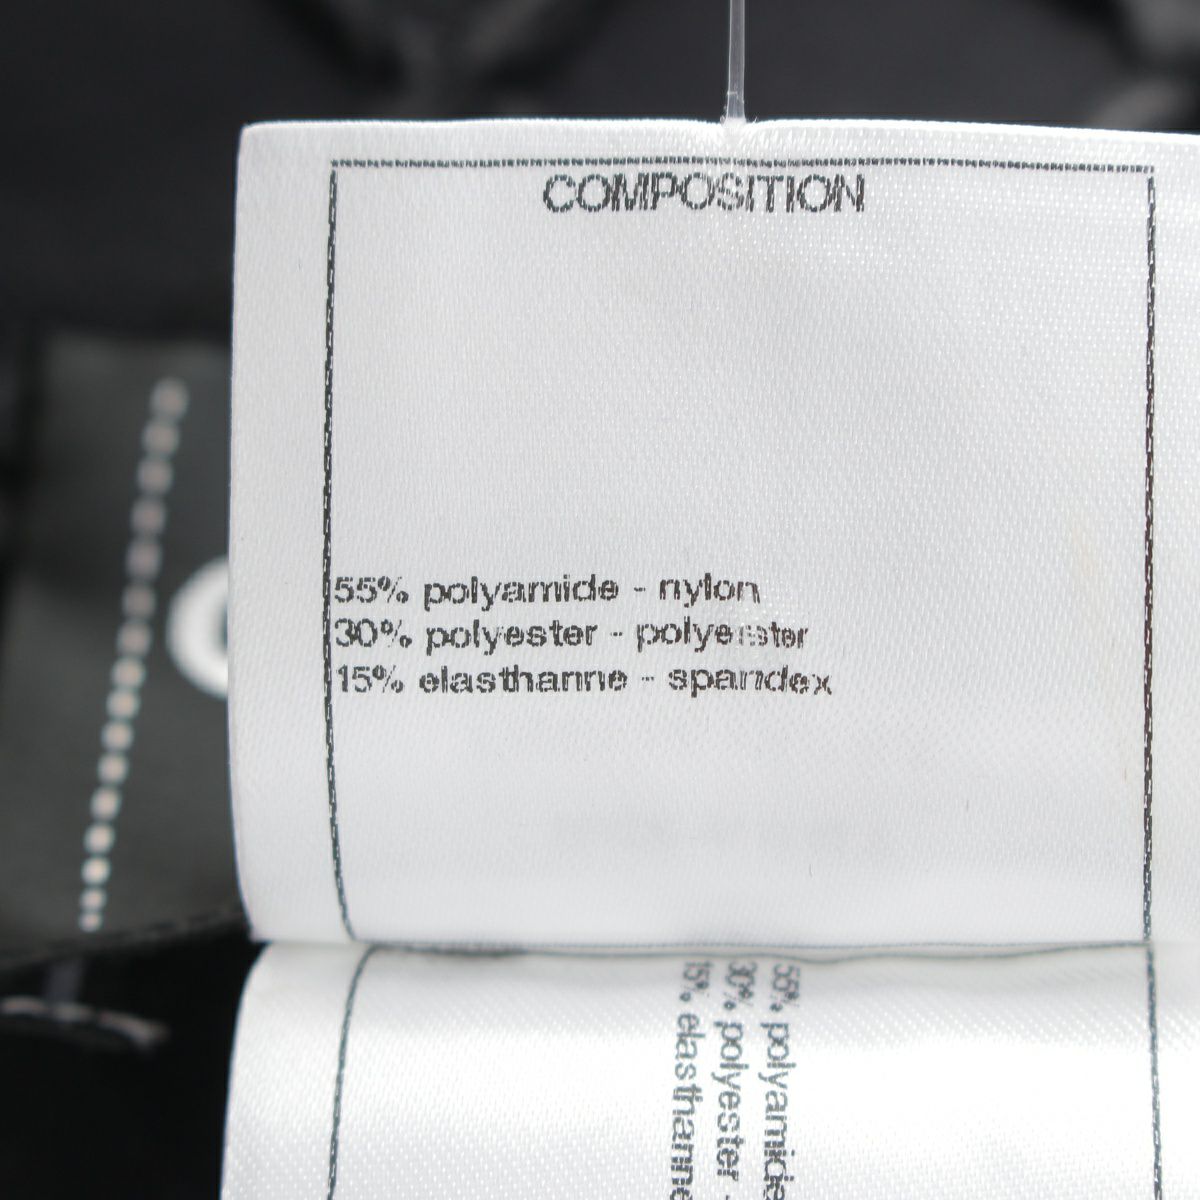 COMPOSITION
55% polyamide - nylon
30% polyester - polyester
15% elasthanne - spandex
55% polyamide
30% polyester -
15% elasthanne